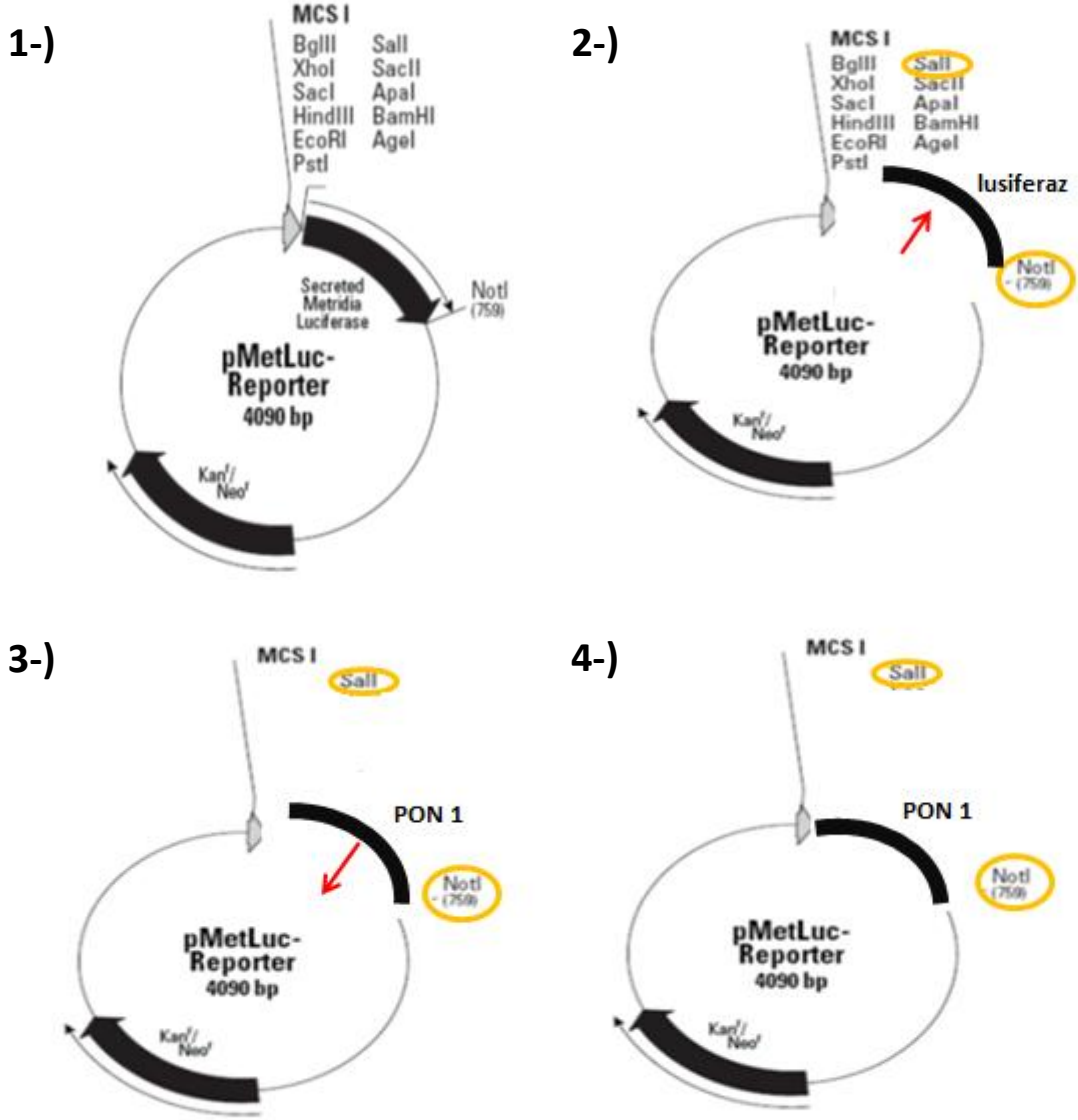 1-)
MCS I
BglII SalI
XhoI SacII
SacI ApaI
HindIII BamHI
EcoRI AgeI
PstI
Secreted
Metridia
Luciferase
NotI
(759)
pMetLuc-
Reporter
4090 bp
Kanr/
Neor
2-)
MCS I
BglII SalI
XhoI SacII
SacI ApaI
HindIII BamHI
EcoRI AgeI
PstI
lusiferaz
NotI
(759)
pMetLuc-
Reporter
4090 bp
Kanr/
Neor
3-)
MCS I
SalI
PON 1
NotI
(759)
pMetLuc-
Reporter
4090 bp
Kanr/
Neor
4-)
MCS I
SalI
PON 1
NotI
(759)
pMetLuc-
Reporter
4090 bp
Kanr/
Neor